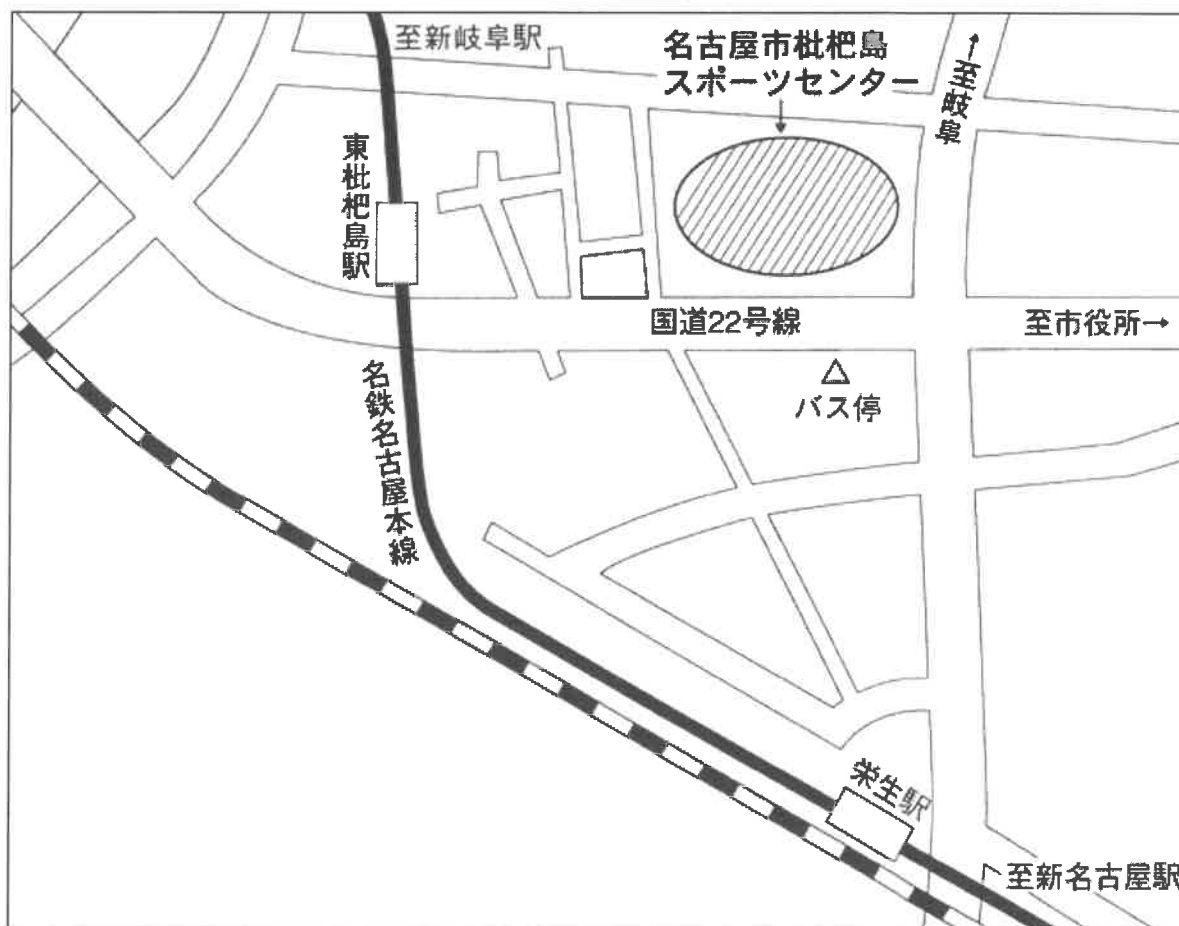 至新岐阜駅
名古屋市枇杷島
スポーツセンター
↑至岐阜
東枇杷島駅
国道22号線
至市役所→
△
バス停
名鉄名古屋本線
栄生駅
至新名古屋駅